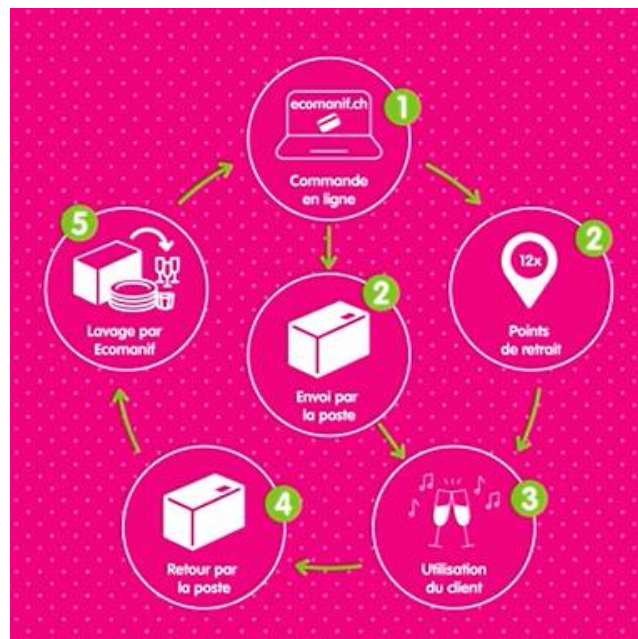 ecomanif.ch
1
Commande
en ligne
2
12x
Points
de retrait
2
Envoi par
la poste
3
Utilisation
du client
4
Retour par
la poste
5
Lavage par
Ecomanif